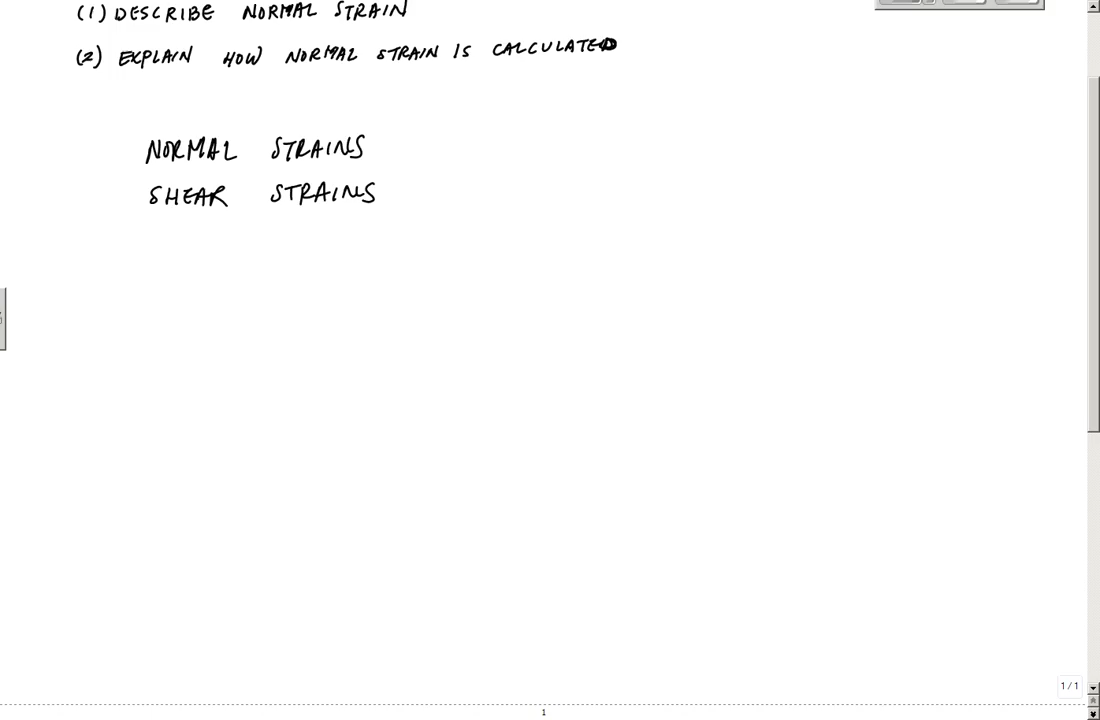 (1) DESCRIBE NORMAL STRAIN
(2) EXPLAIN HOW NORMAL STRAIN IS CALCULATED
NORMAL STRAINS
SHEAR STRAINS
1/1
1